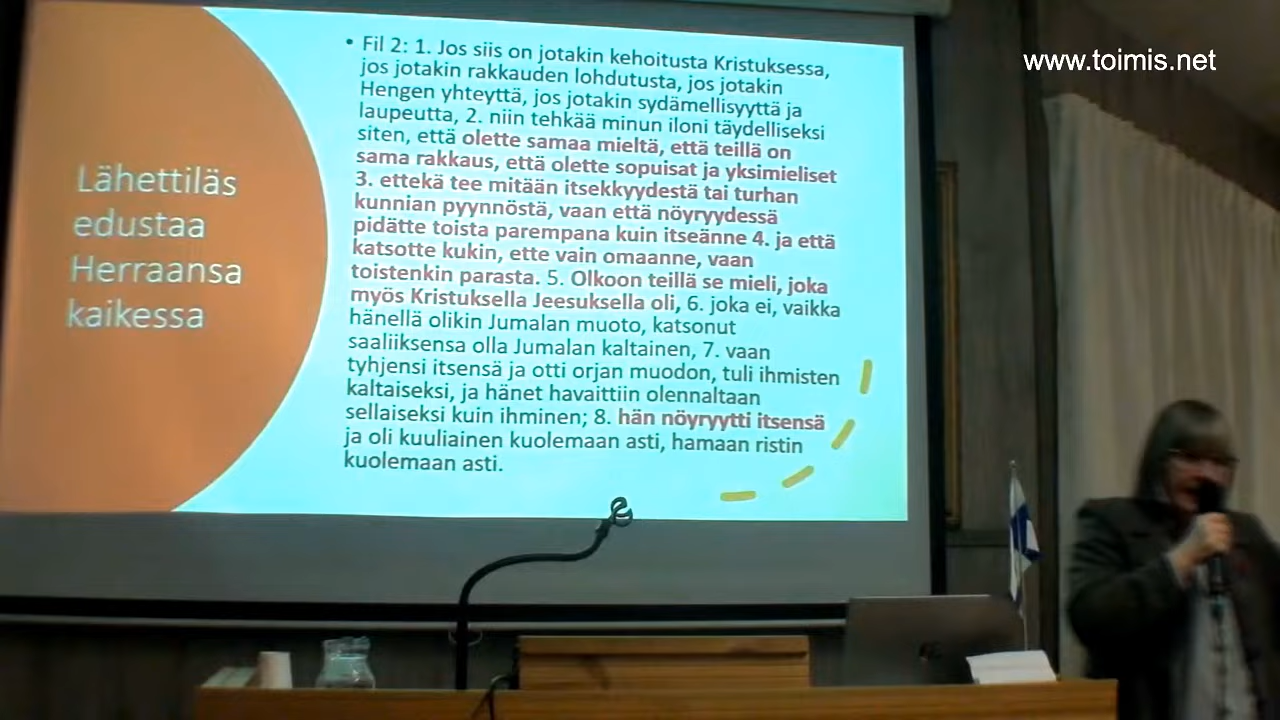 www.toimis.net
Lähettiläs
edustaa
Herraansa
kaikessa
• Fil 2: 1. Jos siis on jotakin kehoitusta Kristuksessa,
jos jotakin rakkauden lohdutusta, jos jotakin
Hengen yhteyttä, jos jotakin sydämellisyyttä ja
laupeutta, 2. niin tehkää minun iloni täydelliseksi
siten, että olette samaa mieltä, että teillä on
sama rakkaus, että olette sopuisat ja yksimieliset
3. ettekä tee mitään itsekkyydestä tai turhan
kunnian pyynnöstä, vaan että nöyryydessä
pidätte toista parempana kuin itseänne 4. ja että
katsotte kukin, ette vain omaanne, vaan
toistenkin parasta. 5. Olkoon teillä se mieli, joka
myös Kristuksella Jeesuksella oli, 6. joka ei, vaikka
hänellä olikin Jumalan muoto, katsonut
saaliiksensa olla Jumalan kaltainen, 7. vaan
tyhjensi itsensä ja otti orjan muodon, tuli ihmisten
kaltaiseksi, ja hänet havaittiin olennaltaan
sellaiseksi kuin ihminen; 8. hän nöyryytti itsensä
ja oli kuuliainen kuolemaan asti, hamaan ristin
kuolemaan asti.